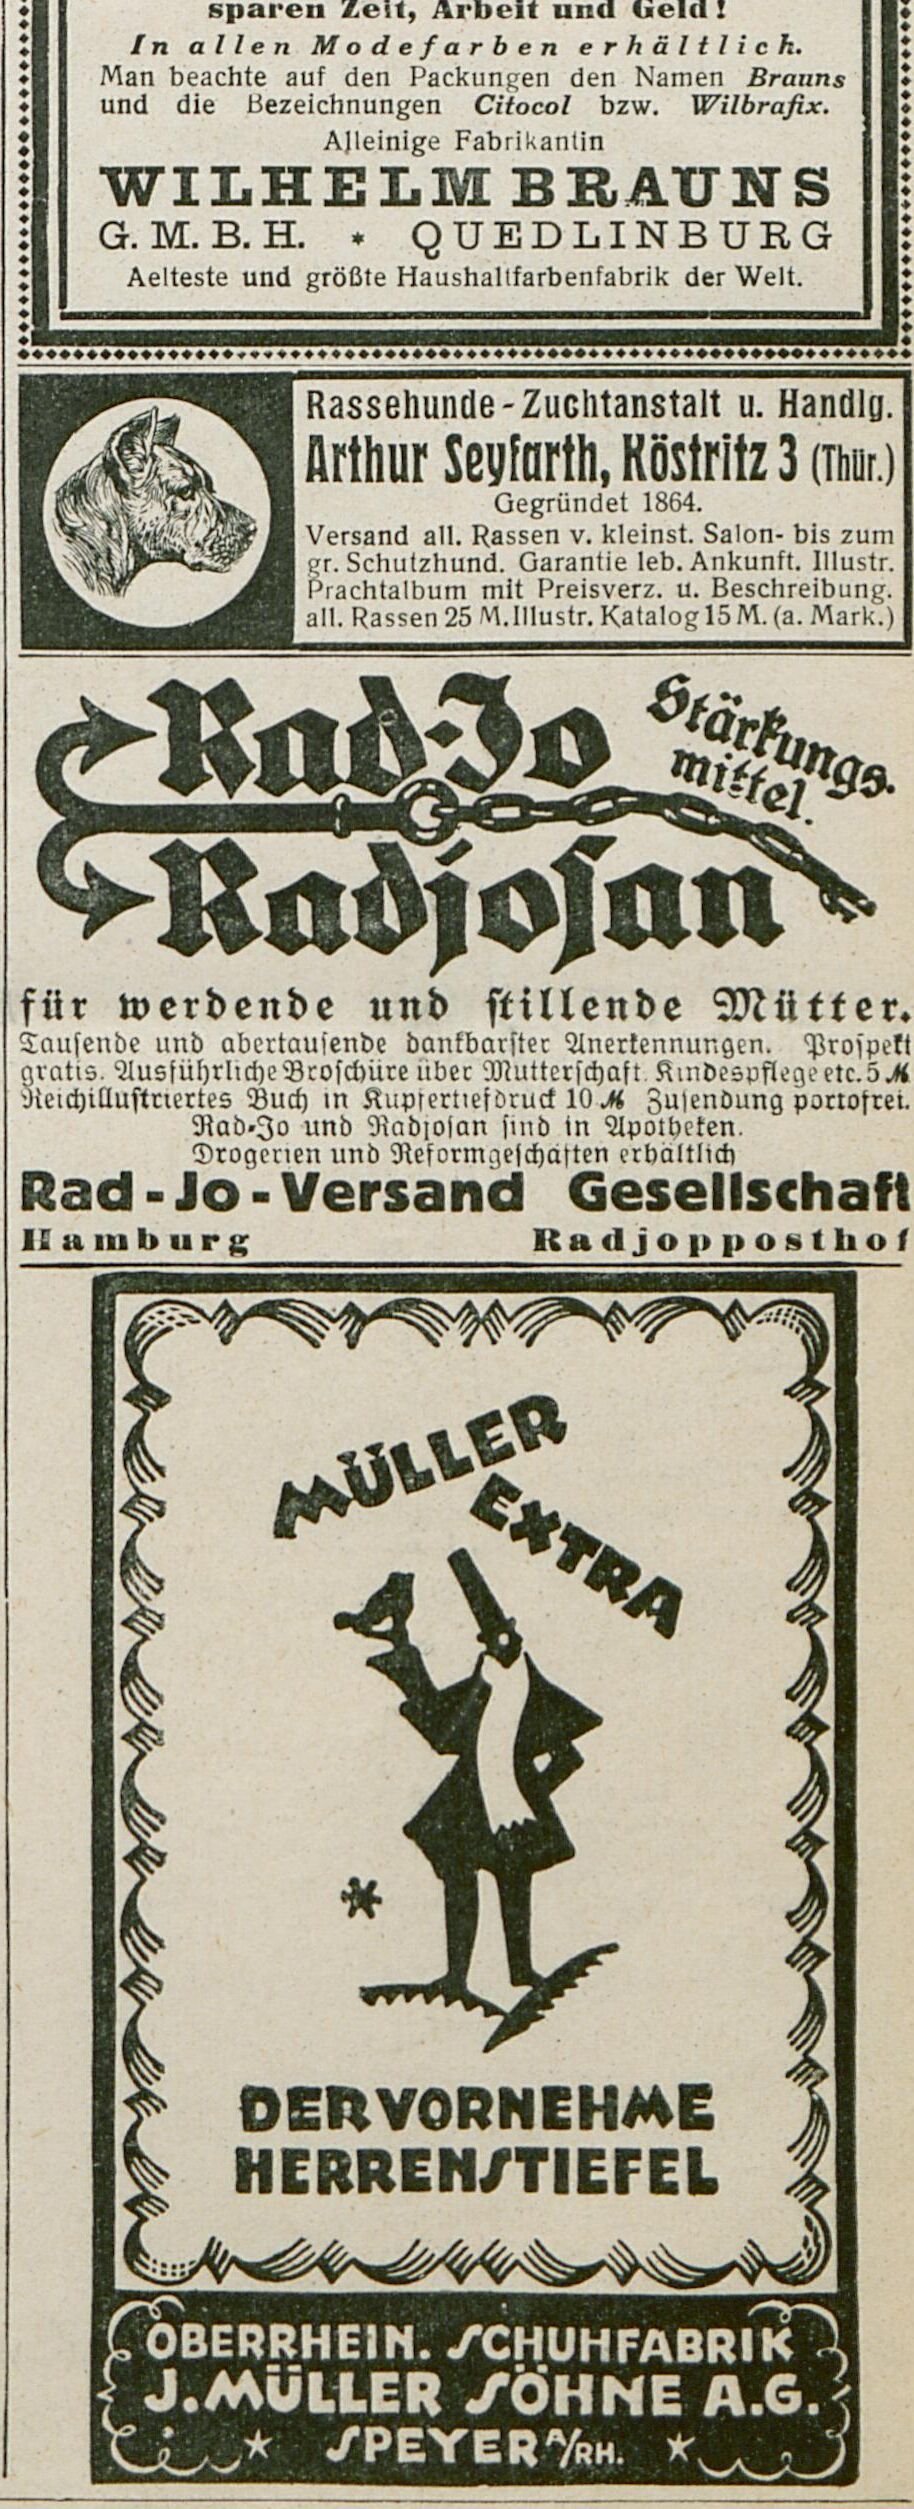 sparen Zeit, Arbeit und Geld!
In allen Modefarben erhältlich.
Man beachte auf den Packungen den Namen Brauns
und die Bezeichnungen Citocol bzw. Wilbrafix.
Alleinige Fabrikantin
WILHELM BRAUNS
G. M. B. H. * QUEDLINBURG
Aelteste und größte Haushaltfarbenfabrik der Welt.
Rassehunde-Zuchtanstalt u. Handlg.
Arthur Seyfarth, Köstritz 3 (Thür.)
Gegründet 1864.
Versand all. Rassen v. kleinst. Salon- bis zum
gr. Schutzhund. Garantie leb. Ankunft. Illustr.
Prachtalbum mit Preisverz. u. Beschreibung.
all. Rassen 25 M. Illustr. Katalog 15 M. (a. Mark.)
Rad-Jo
Stärkungs-
mittel.
Radjosan
für werdende und stillende Mütter.
Tausende und abertausende dankbarster Anerkennungen. Prospekt
gratis. Ausführliche Broschüre über Mutterschaft. Kindespflege etc. 5 ℳ
Reichillustriertes Buch in Kupfertiefdruck 10 ℳ Zusendung portofrei.
Rad-Jo und Radjosan sind in Apotheken.
Drogerien und Reformgeschäften erhältlich
Rad-Jo-Versand Gesellschaft
Hamburg Radjopposthof
MÜLLER
EXTRA
DER VORNEHME
HERRENSTIEFEL
OBERRHEIN. SCHUHFABRIK
J. MÜLLER SÖHNE A.G.
* SPEYER A/RH. *